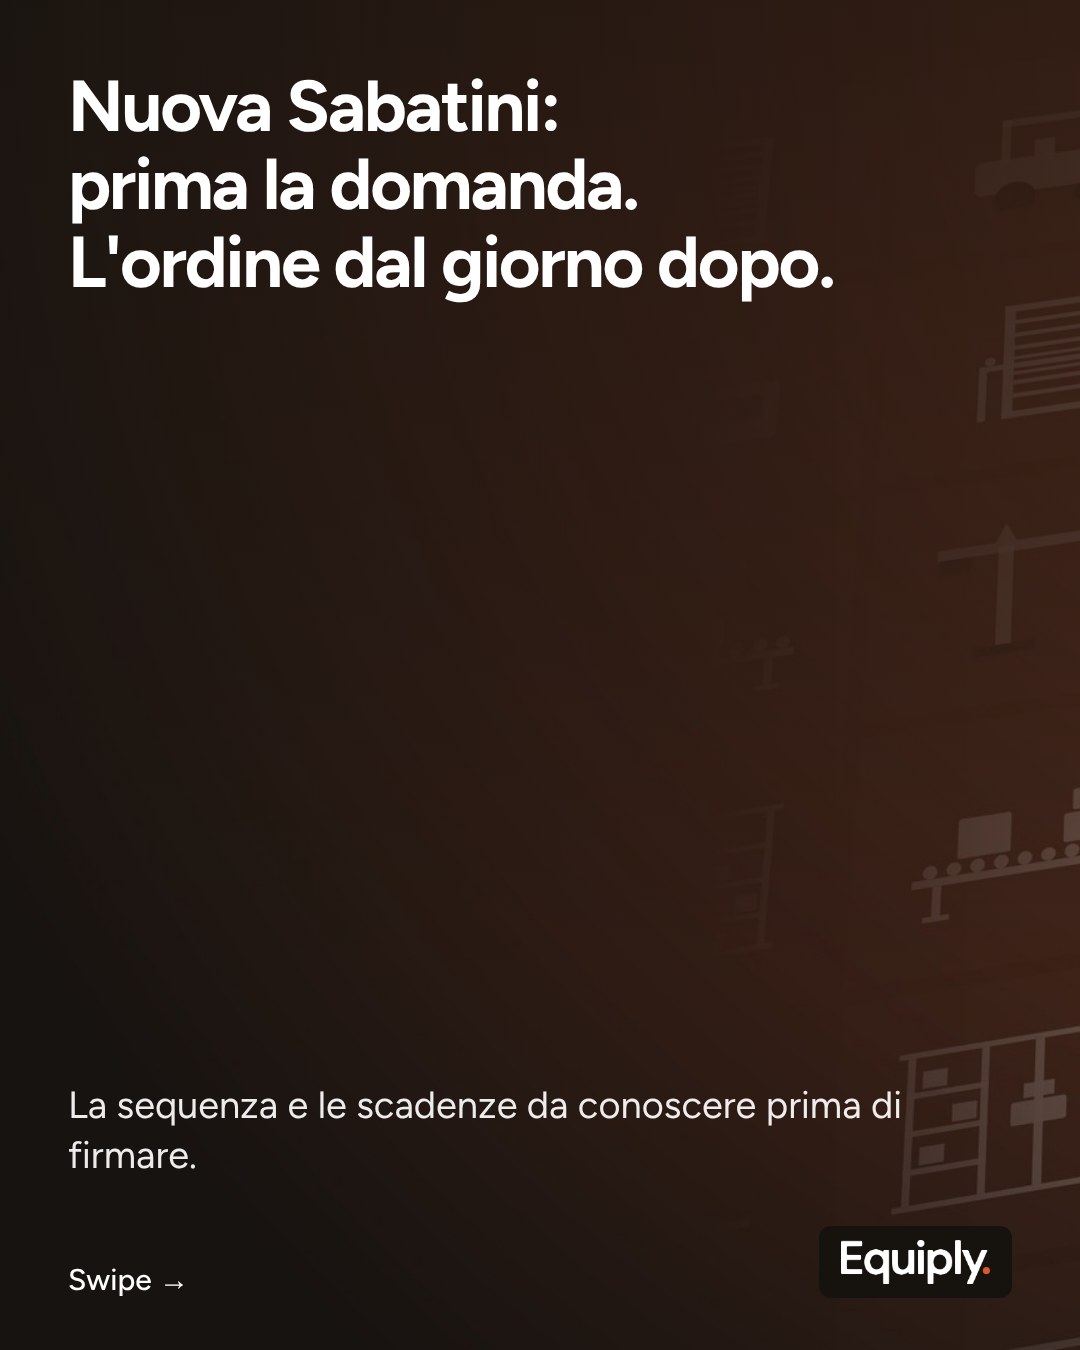 Nuova Sabatini:
prima la domanda.
L'ordine dal giorno dopo.
La sequenza e le scadenze da conoscere prima di
firmare.
Swipe →
Equiply.